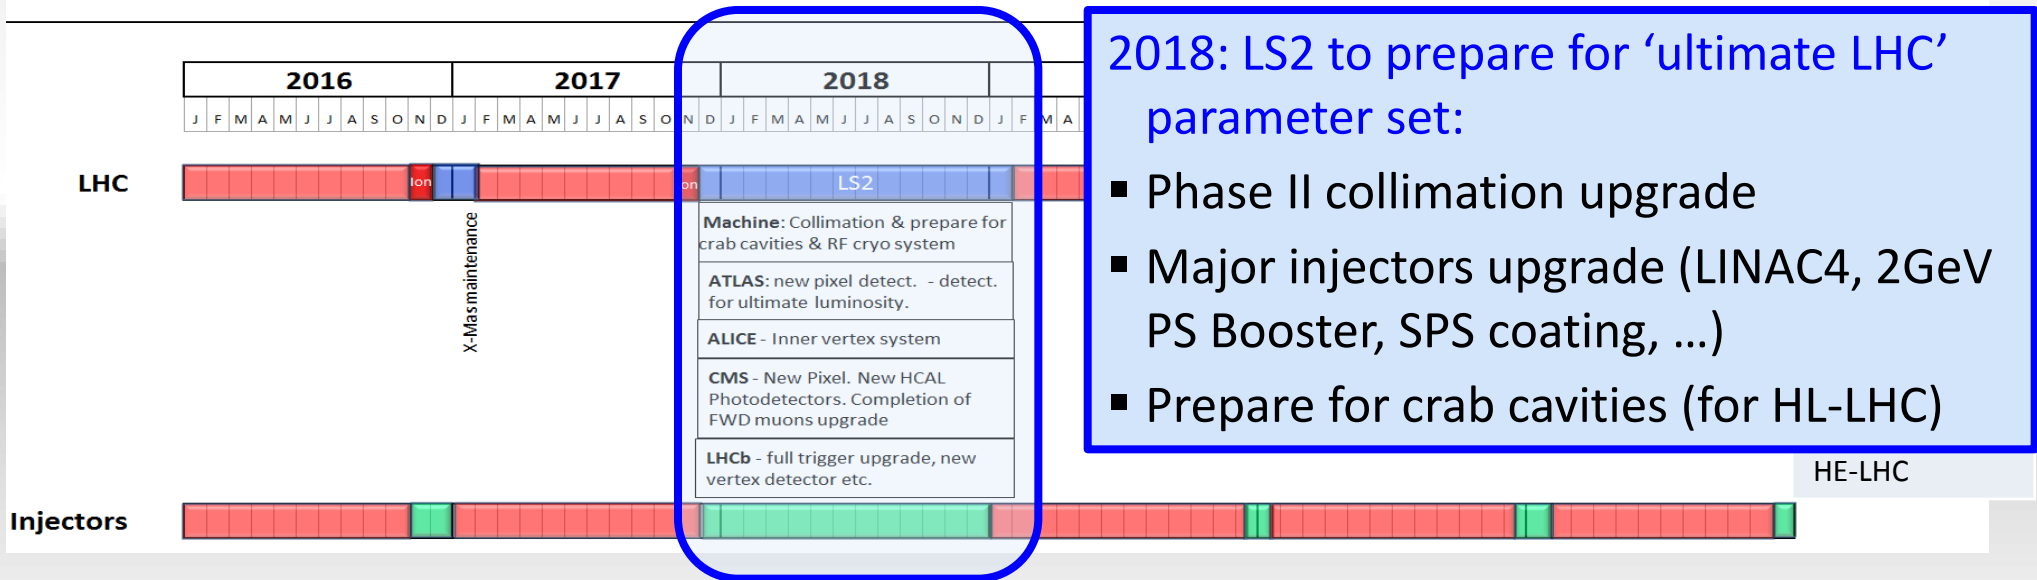 2016 2017 2018
J F M A M J J A S O N D J F M A M J J A S O N D J F M A M J J A S O N D J F M A
LHC
Ion
on
LS2
X-Mas maintenance
Machine: Collimation & prepare for
crab cavities & RF cryo system
ATLAS: new pixel detect. - detect.
for ultimate luminosity.
ALICE - Inner vertex system
CMS - New Pixel. New HCAL
Photodetectors. Completion of
FWD muons upgrade
LHCb - full trigger upgrade, new
vertex detector etc.
Injectors
2018: LS2 to prepare for ‘ultimate LHC’
parameter set:
▪ Phase II collimation upgrade
▪ Major injectors upgrade (LINAC4, 2GeV
PS Booster, SPS coating, …)
▪ Prepare for crab cavities (for HL-LHC)
HE-LHC